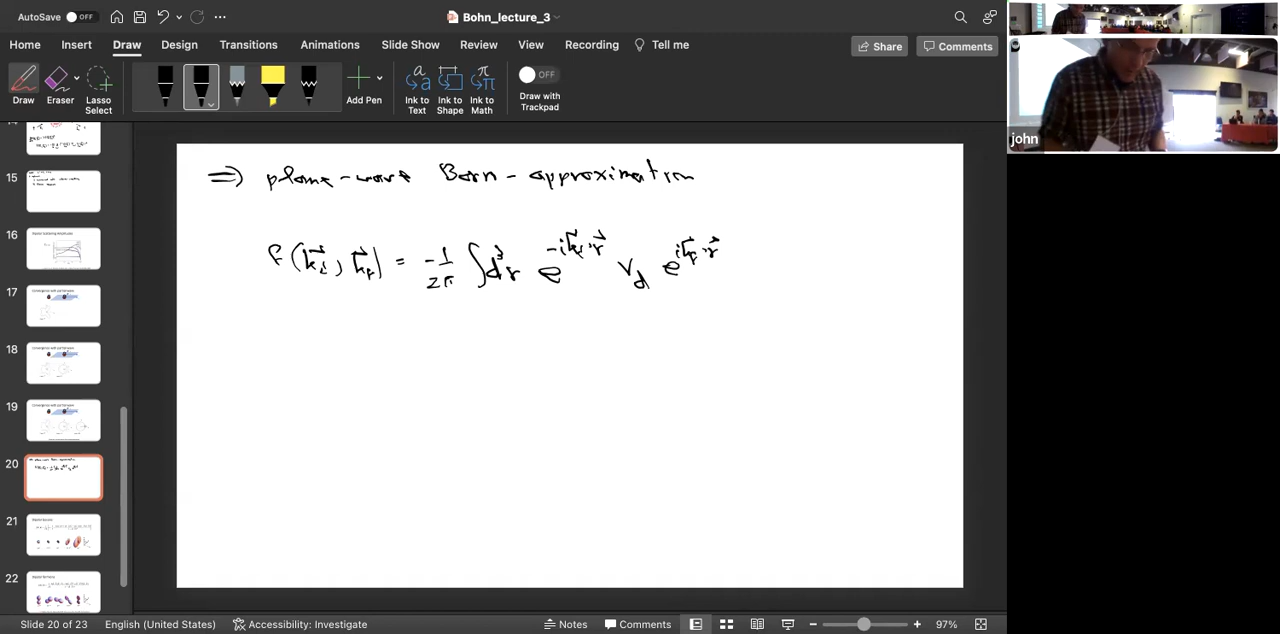 AutoSave OFF
Bohn_lecture_3
Home Insert Draw Design Transitions Animations Slide Show Review View Recording Tell me
Share Comments
Draw Eraser Lasso Select Add Pen Ink to Text Ink to Shape Ink to Math Draw with Trackpad OFF
john
15
16
17
18
19
20
21
22
⇒ plane-wave Born-approximation
f(k⃗i, k⃗f) = -1/2π ∫d³r e^{-ik⃗i·r⃗} Vd e^{ik⃗f·r⃗}
Slide 20 of 23 English (United States) Accessibility: Investigate Notes Comments 97%